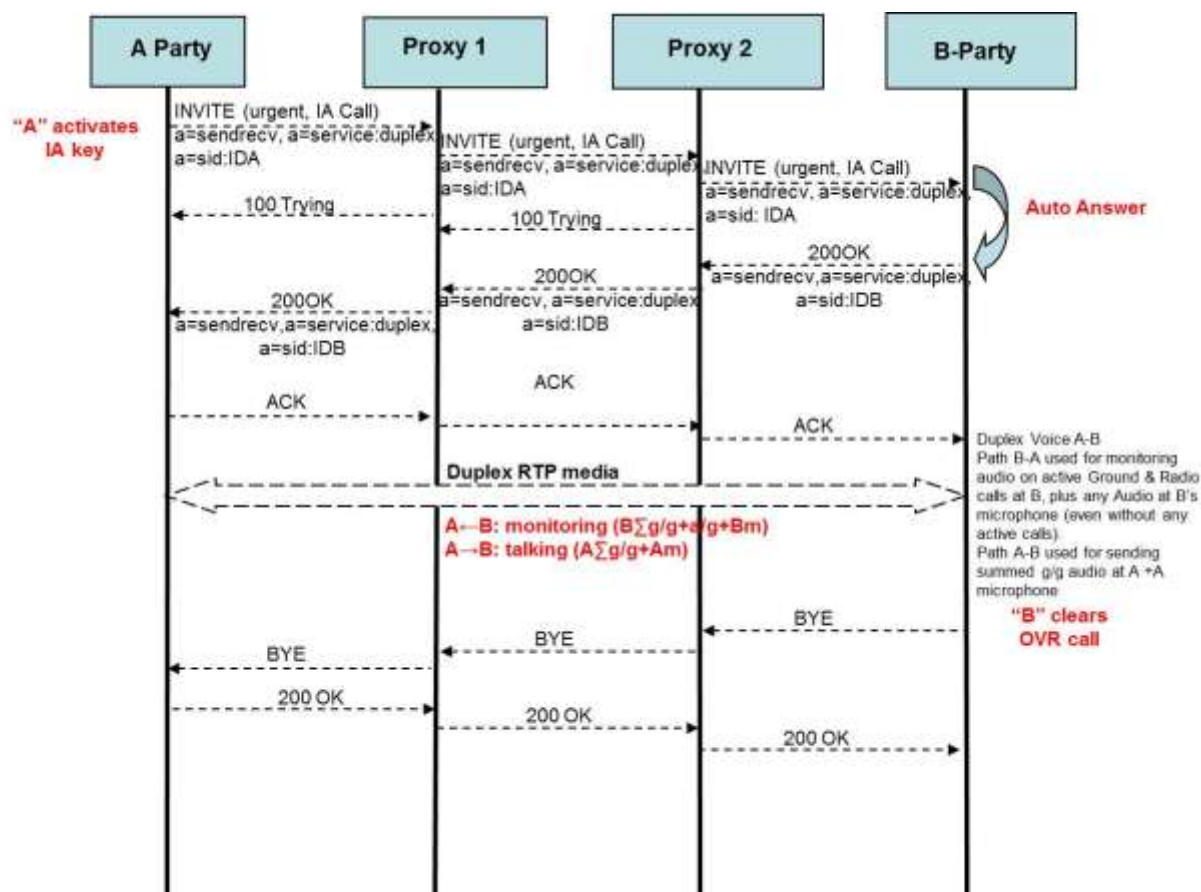 A Party
Proxy 1
Proxy 2
B-Party
“A” activates
IA key
INVITE (urgent, IA Call)
a=sendrecv, a=service:duplex,
a=sid:IDA
INVITE (urgent, IA Call)
a=sendrecv, a=service:duplex,
a=sid:IDA
INVITE (urgent, IA Call)
a=sendrecv, a=service:duplex,
a=sid: IDA
100 Trying
100 Trying
Auto Answer
200OK
a=sendrecv,a=service:duplex,
a=sid:IDB
200OK
a=sendrecv, a=service:duplex,
a=sid:IDB
200OK
a=sendrecv,a=service:duplex,
a=sid:IDB
ACK
ACK
ACK
Duplex Voice A-B
Path B-A used for monitoring
audio on active Ground & Radio
calls at B, plus any Audio at B's
microphone (even without any
active calls).
Path A-B used for sending
summed g/g audio at A +A
microphone
Duplex RTP media
A←B: monitoring (B∑g/g+a/g+Bm)
A→B: talking (A∑g/g+Am)
“B” clears
OVR call
BYE
BYE
BYE
200 OK
200 OK
200 OK